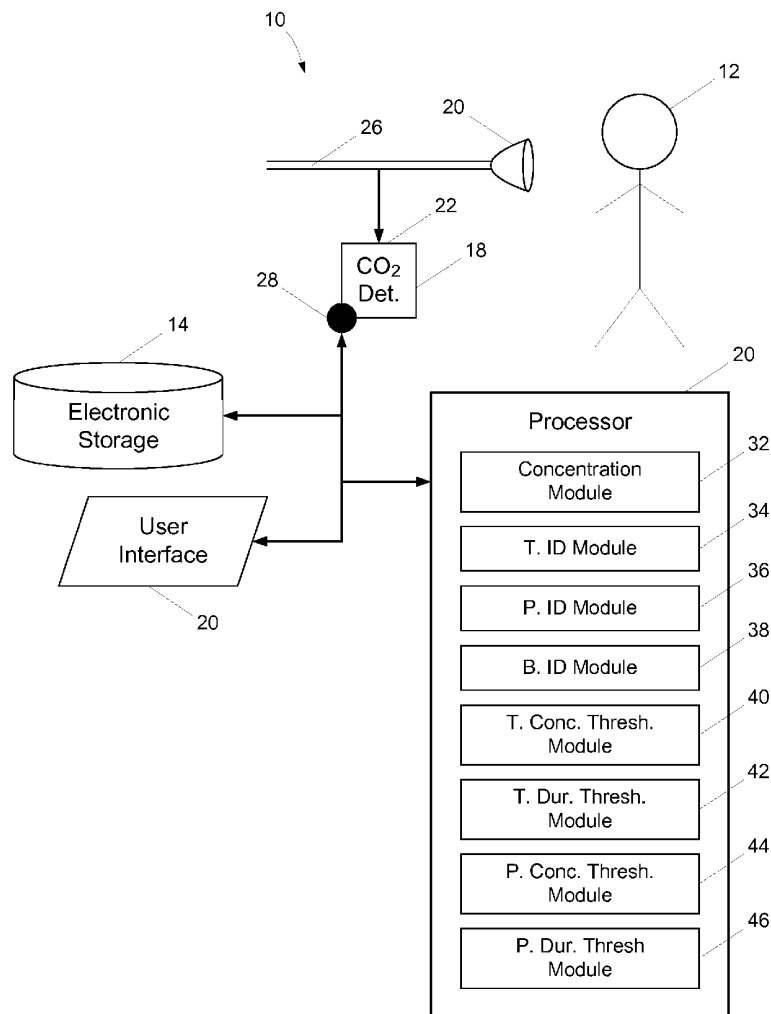 10
12
20
26
22
CO2
Det.
18
28
14
Electronic
Storage
User
Interface
20
20
Processor
Concentration
Module
32
T. ID Module
34
P. ID Module
36
B. ID Module
38
T. Conc. Thresh.
Module
40
T. Dur. Thresh.
Module
42
P. Conc. Thresh.
Module
44
P. Dur. Thresh
Module
46